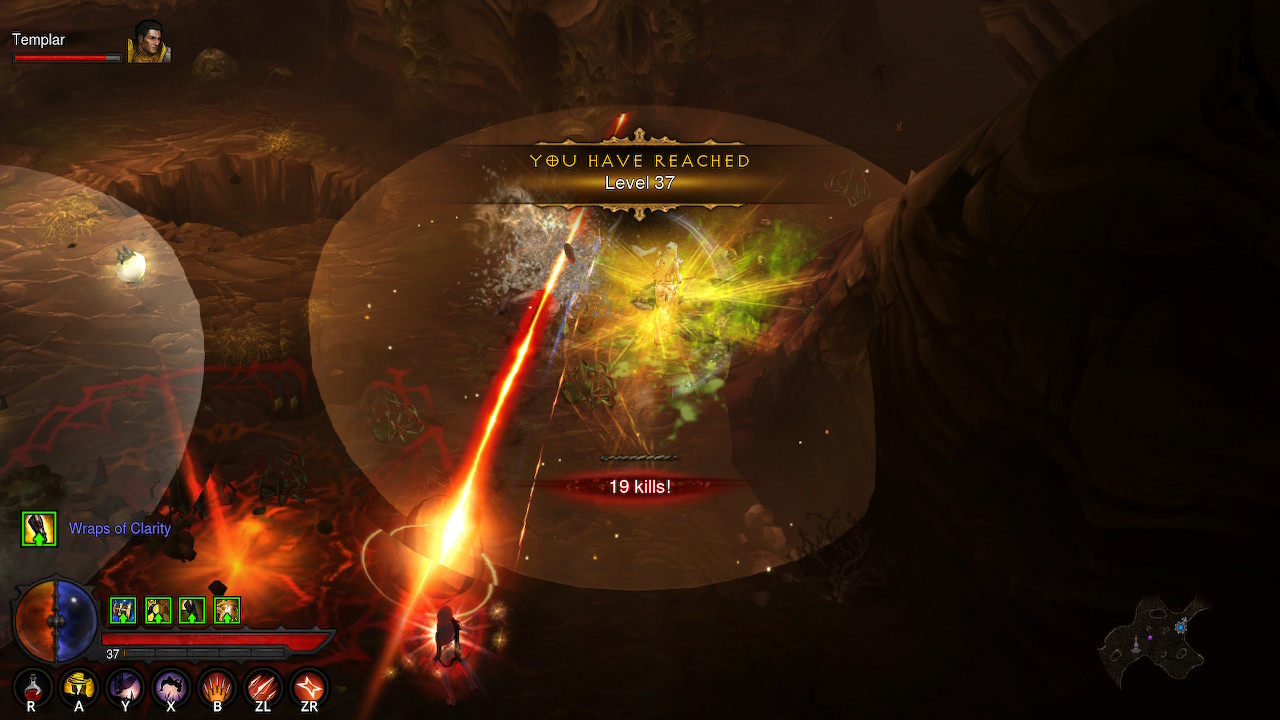 Templar
YOU HAVE REACHED
Level 37
19 kills!
Wraps of Clarity
37
R A Y X B ZL ZR